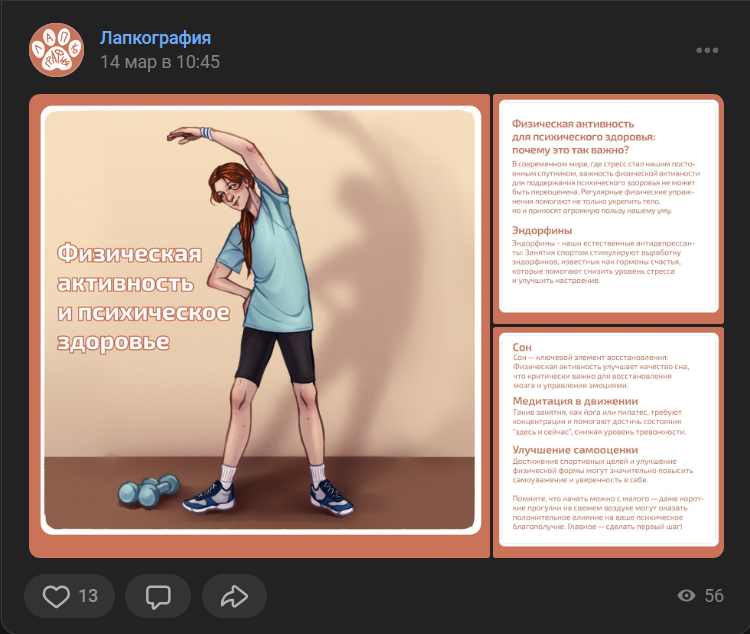 ЛАПКО
ГРАФИЯ
Лапкография
14 мар в 10:45
Физическая
активность
и психическое
здоровье
Физическая активность
для психического здоровья:
почему это так важно?
В современном мире, где стресс стал нашим посто-
янным спутником, важность физической активности
для поддержания психического здоровья не может
быть переоценена. Регулярные физические упраж-
нения помогают не только укрепить тело,
но и приносят огромную пользу нашему уму.
Эндорфины
Эндорфины – наши естественные антидепрессан-
ты: Занятия спортом стимулируют выработку
эндорфинов, известных как гормоны счастья,
которые помогают снизить уровень стресса
и улучшить настроение.
Сон
Сон — ключевой элемент восстановления:
Физическая активность улучшает качество сна,
что критически важно для восстановления
мозга и управления эмоциями.
Медитация в движении
Такие занятия, как йога или пилатес, требуют
концентрации и помогают достичь состояния
"здесь и сейчас", снижая уровень тревожности.
Улучшение самооценки
Достижение спортивных целей и улучшение
физической формы могут значительно повысить
самоуважение и уверенность в себе.
Помните, что начать можно с малого — даже корот-
кие прогулки на свежем воздухе могут оказать
положительное влияние на ваше психическое
благополучие. Главное — сделать первый шаг!
13
56